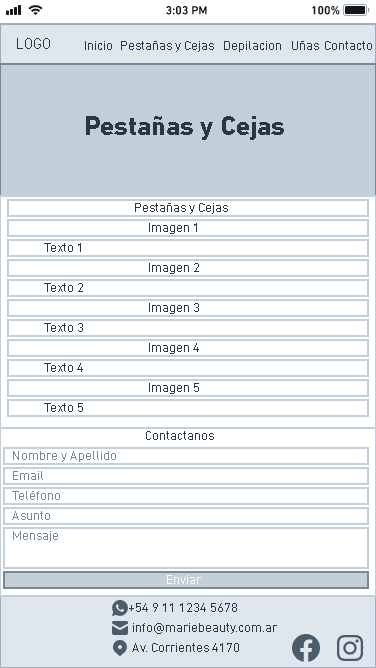 3:03 PM 100%
LOGO Inicio Pestañas y Cejas Depilacion Uñas Contacto
Pestañas y Cejas
Pestañas y Cejas
Imagen 1
Texto 1
Imagen 2
Texto 2
Imagen 3
Texto 3
Imagen 4
Texto 4
Imagen 5
Texto 5
Contactanos
Nombre y Apellido
Email
Teléfono
Asunto
Mensaje
Enviar
+54 9 11 1234 5678
info@mariebeauty.com.ar
Av. Corrientes 4170